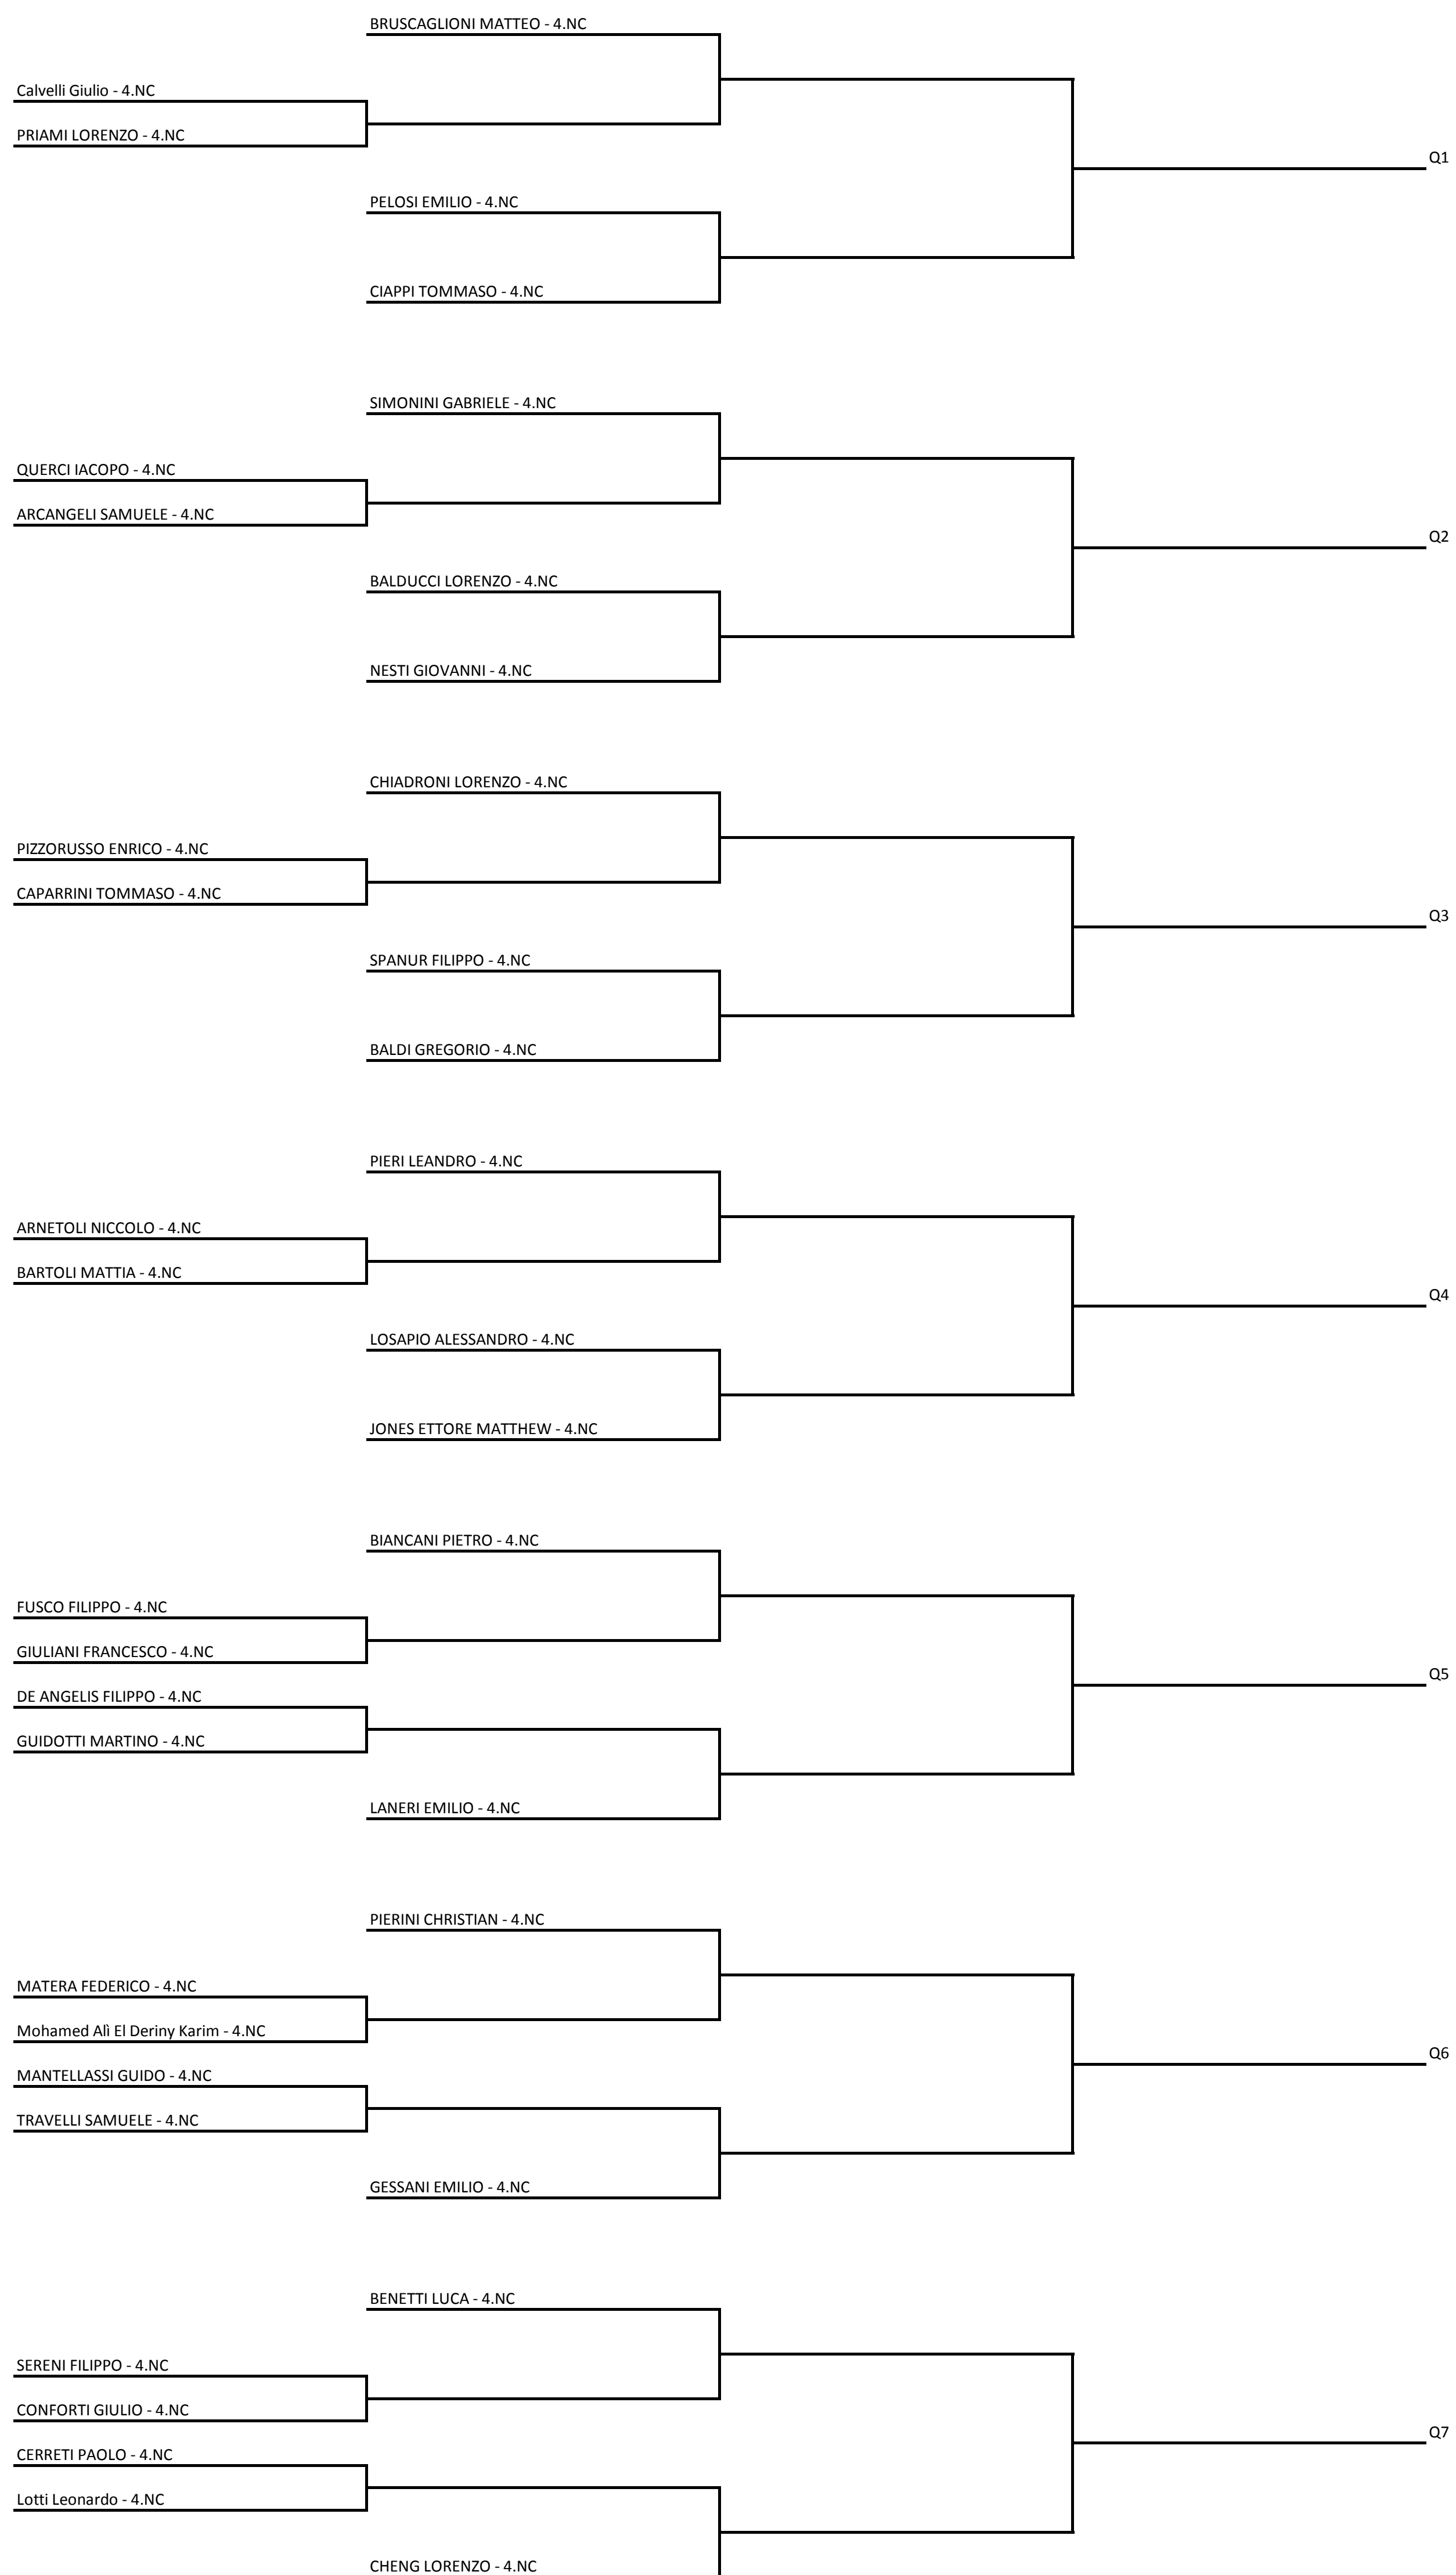 BRUSCAGLIONI MATTEO - 4.NC
Calvelli Giulio - 4.NC
PRIAMI LORENZO - 4.NC
Q1
PELOSI EMILIO - 4.NC
CIAPPI TOMMASO - 4.NC
SIMONINI GABRIELE - 4.NC
QUERCI IACOPO - 4.NC
ARCANGELI SAMUELE - 4.NC
Q2
BALDUCCI LORENZO - 4.NC
NESTI GIOVANNI - 4.NC
CHIADRONI LORENZO - 4.NC
PIZZORUSSO ENRICO - 4.NC
CAPARRINI TOMMASO - 4.NC
Q3
SPANUR FILIPPO - 4.NC
BALDI GREGORIO - 4.NC
PIERI LEANDRO - 4.NC
ARNETOLI NICCOLO - 4.NC
BARTOLI MATTIA - 4.NC
Q4
LOSAPIO ALESSANDRO - 4.NC
JONES ETTORE MATTHEW - 4.NC
BIANCANI PIETRO - 4.NC
FUSCO FILIPPO - 4.NC
GIULIANI FRANCESCO - 4.NC
Q5
DE ANGELIS FILIPPO - 4.NC
GUIDOTTI MARTINO - 4.NC
LANERI EMILIO - 4.NC
PIERINI CHRISTIAN - 4.NC
MATERA FEDERICO - 4.NC
Mohamed Alì El Deriny Karim - 4.NC
Q6
MANTELLASSI GUIDO - 4.NC
TRAVELLI SAMUELE - 4.NC
GESSANI EMILIO - 4.NC
BENETTI LUCA - 4.NC
SERENI FILIPPO - 4.NC
CONFORTI GIULIO - 4.NC
Q7
CERRETI PAOLO - 4.NC
Lotti Leonardo - 4.NC
CHENG LORENZO - 4.NC